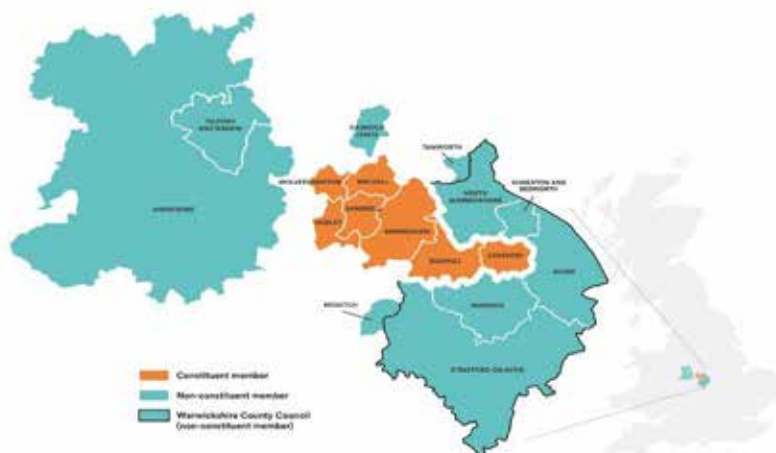 TELFORD
AND WREKIN
SHROPSHIRE
CANNOCK
CHASE
TAMWORTH
WOLVERHAMPTON
WALSALL
NORTH
WARWICKSHIRE
NUNEATON AND
BEDWORTH
DUDLEY
SANDWELL
BIRMINGHAM
SOLIHULL
COVENTRY
RUGBY
REDDITCH
WARWICK
STRATFORD-ON-AVON
Constituent member
Non-constituent member
Warwickshire County Council
(non-constituent member)